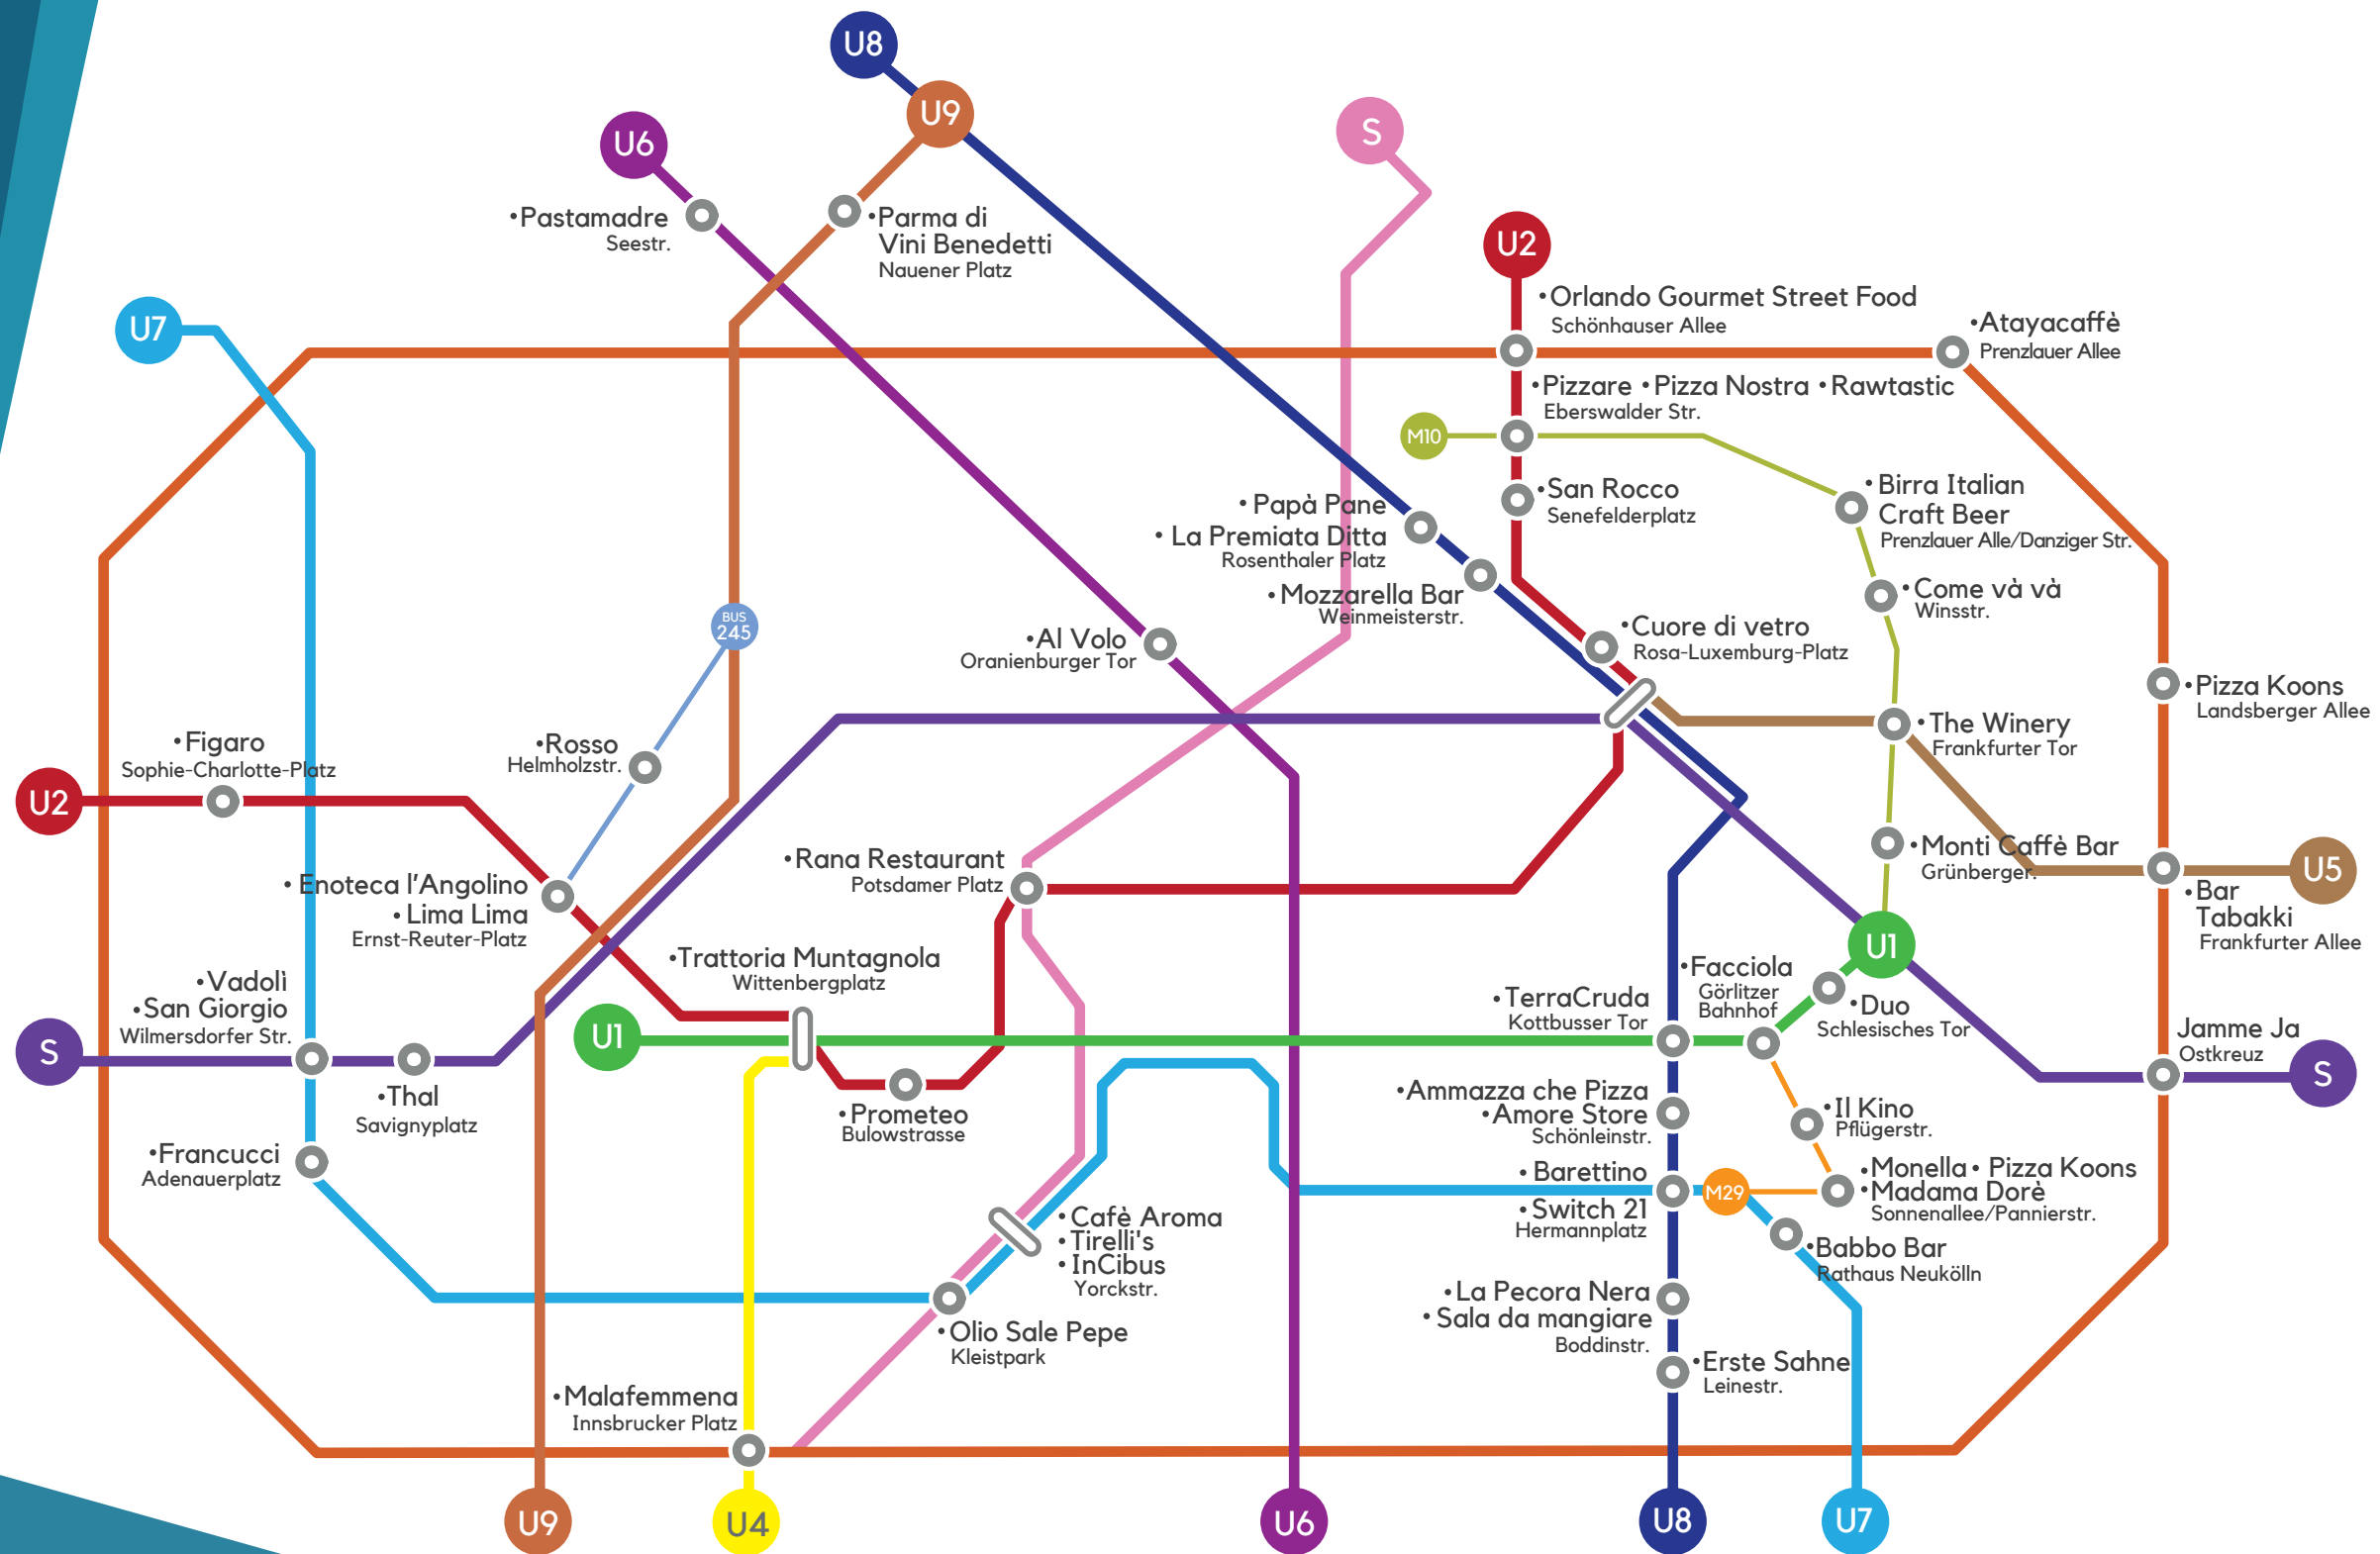 U8
U9
U6
S
•Pastamadre
Seestr.
•Parma di
Vini Benedetti
Nauener Platz
U2
U7
•Orlando Gourmet Street Food
Schönhauser Allee
•Atayacaffè
Prenzlauer Allee
•Pizzare •Pizza Nostra •Rawtastic
Eberswalder Str.
M10
•San Rocco
Senefelderplatz
• Birra Italian
Craft Beer
Prenzlauer Alle/Danziger Str.
• Papà Pane
• La Premiata Ditta
Rosenthaler Platz
• Mozzarella Bar
Weinmeisterstr.
• Come và và
Winsstr.
BUS
245
•Al Volo
Oranienburger Tor
•Cuore di vetro
Rosa-Luxemburg-Platz
•Pizza Koons
Landsberger Allee
• The Winery
Frankfurter Tor
•Figaro
Sophie-Charlotte-Platz
•Rosso
Helmholzstr.
U2
•Rana Restaurant
Potsdamer Platz
• Monti Caffè Bar
Grünberger.
U5
• Enoteca l'Angolino
• Lima Lima
Ernst-Reuter-Platz
•Bar
Tabakki
Frankfurter Allee
•Trattoria Muntagnola
Wittenbergplatz
U1
•Vadolì
•San Giorgio
Wilmersdorfer Str.
S
U1
•TerraCruda
Kottbusser Tor
•Facciola
Görlitzer
Bahnhof
•Duo
Schlesisches Tor
Jamme Ja
Ostkreuz
S
•Thal
Savignyplatz
•Prometeo
Bulowstrasse
•Ammazza che Pizza
•Amore Store
Schönleinstr.
•Il Kino
Pflügerstr.
•Francucci
Adenauerplatz
• Barettino
• Switch 21
Hermannplatz
M29
•Monella • Pizza Koons
•Madama Dorè
Sonnenallee/Pannierstr.
• Cafè Aroma
•Tirelli's
• InCibus
Yorckstr.
•Babbo Bar
Rathaus Neukölln
• Olio Sale Pepe
Kleistpark
•La Pecora Nera
• Sala da mangiare
Boddinstr.
•Erste Sahne
Leinestr.
•Malafemmena
Innsbrucker Platz
U9
U4
U6
U8
U7